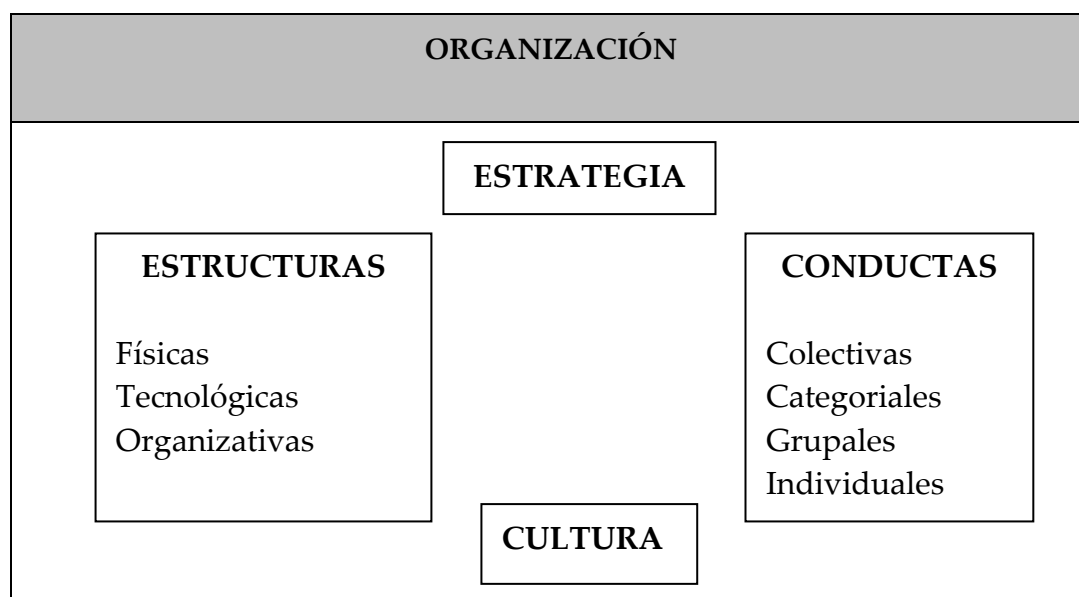 ORGANIZACIÓN
ESTRATEGIA
ESTRUCTURAS
Físicas
Tecnológicas
Organizativas
CONDUCTAS
Colectivas
Categoriales
Grupales
Individuales
CULTURA